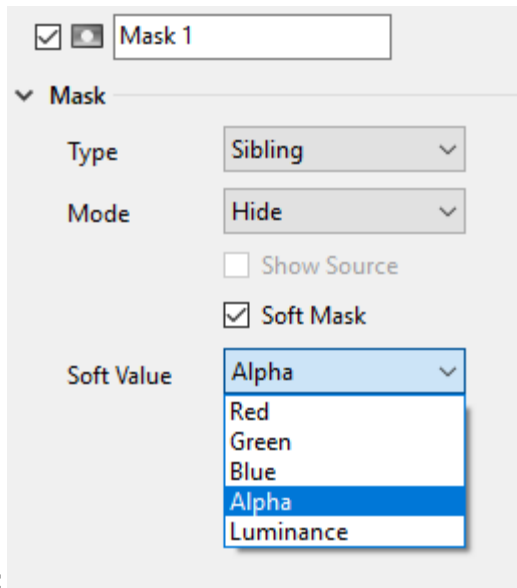 Mask 1
Mask
Type Sibling
Mode Hide
Show Source
Soft Mask
Soft Value Alpha
Red
Green
Blue
Alpha
Luminance